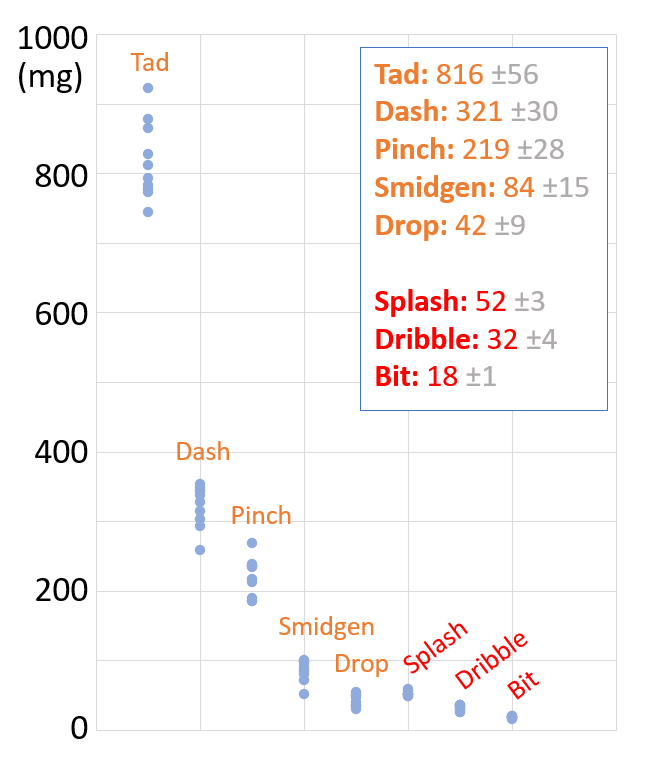 1000
(mg)
Tad
Tad: 816 ±56
Dash: 321 ±30
Pinch: 219 ±28
Smidgen: 84 ±15
Drop: 42 ±9
Splash: 52 ±3
Dribble: 32 ±4
Bit: 18 ±1
800
600
400
Dash
Pinch
200
Smidgen
Drop
Splash
Dribble
Bit
0